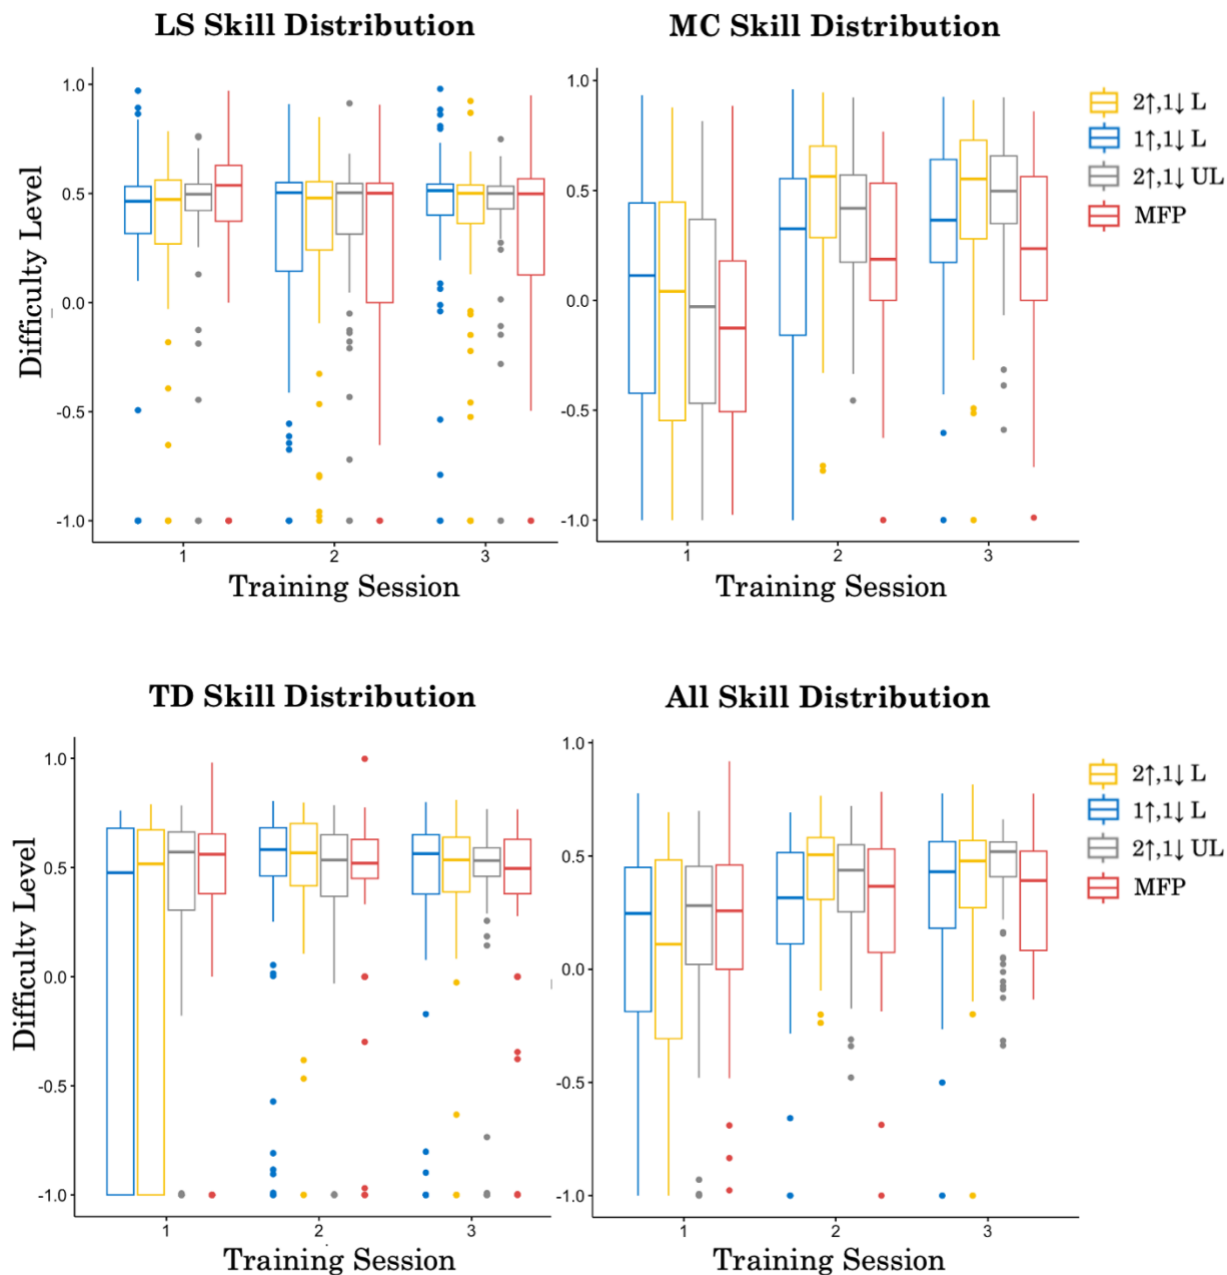 LS Skill Distribution
MC Skill Distribution
1.0
0.5
0.0
-0.5
-1.0
Difficulty Level
1 2 3
Training Session
1.0
0.5
0.0
-0.5
-1.0
1 2 3
Training Session
2↑,1↓ L
1↑,1↓ L
2↑,1↓ UL
MFP
TD Skill Distribution
All Skill Distribution
1.0
0.5
0.0
-0.5
-1.0
Difficulty Level
1 2 3
Training Session
1.0
0.5
0.0
-0.5
-1.0
1 2 3
Training Session
2↑,1↓ L
1↑,1↓ L
2↑,1↓ UL
MFP